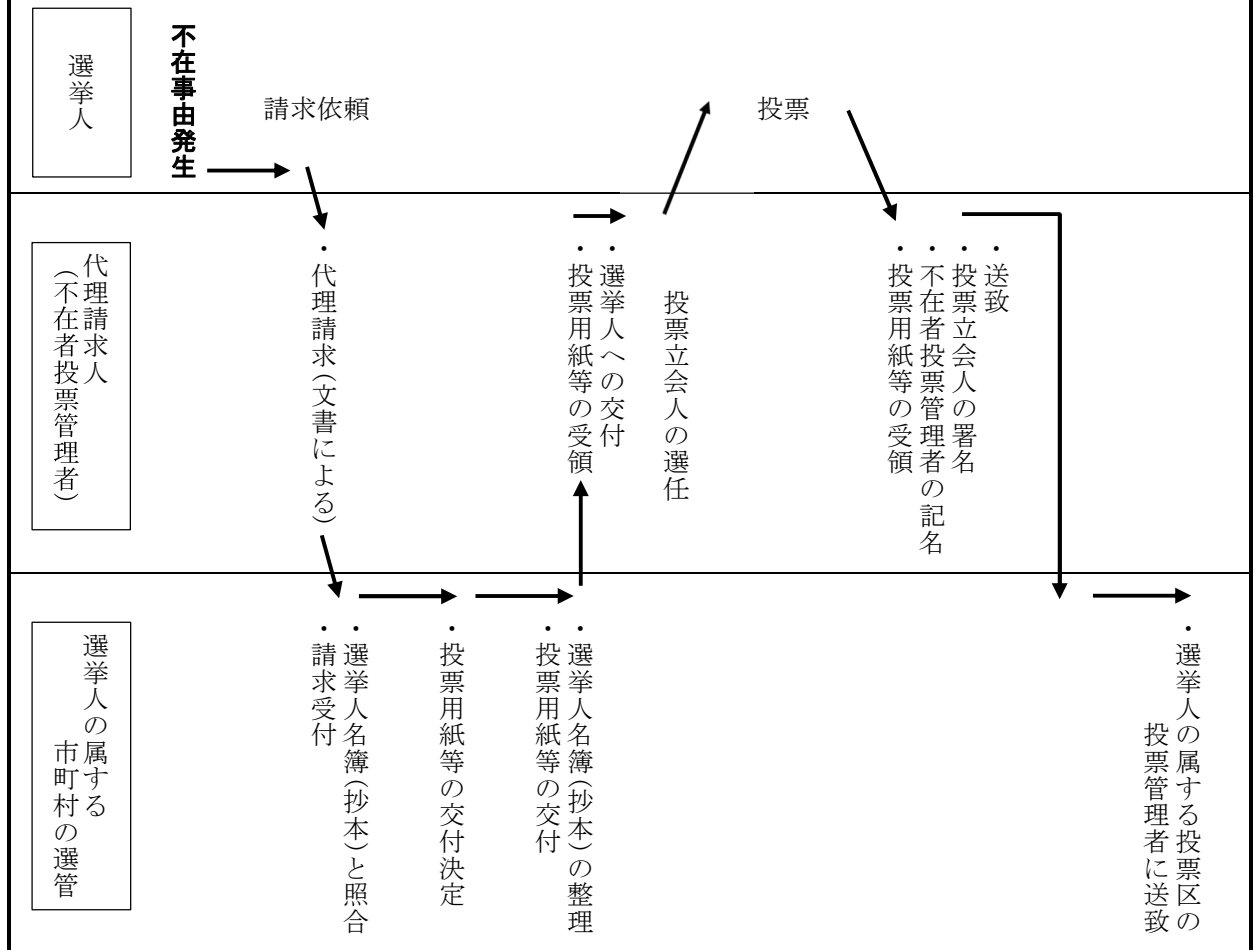 選挙人
不在事由発生
請求依頼
投票
代理請求人
（不在者投票管理者）
・代理請求（文書による）
・投票用紙等の受領
・選挙人への交付
投票立会人の選任
・投票用紙等の受領
・不在者投票管理者の記名
・投票立会人の署名
・送致
選挙人の属する
市町村の選管
・請求受付
・選挙人名簿（抄本）と照合
・投票用紙等の交付決定
・投票用紙等の交付
・選挙人名簿（抄本）の整理
・選挙人の属する投票区の
投票管理者に送致